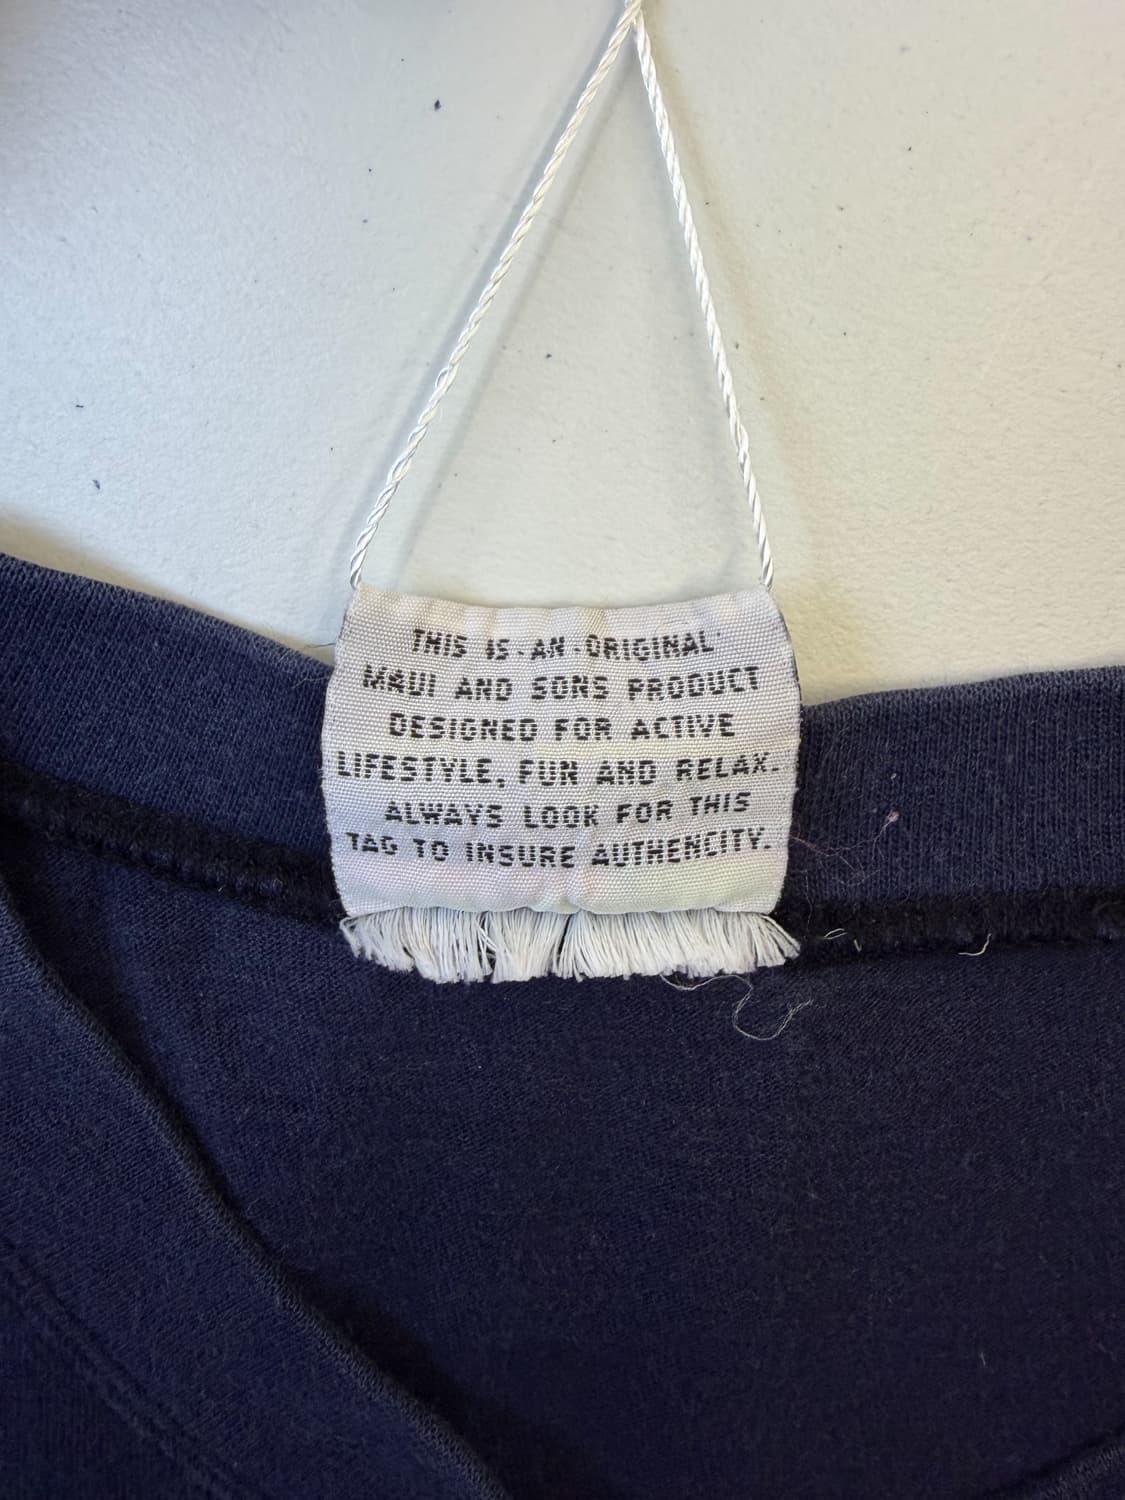 THIS IS AN ORIGINAL
MAUI AND SONS PRODUCT
DESIGNED FOR ACTIVE
LIFESTYLE, FUN AND RELAX.
ALWAYS LOOK FOR THIS
TAG TO INSURE AUTHENCITY.